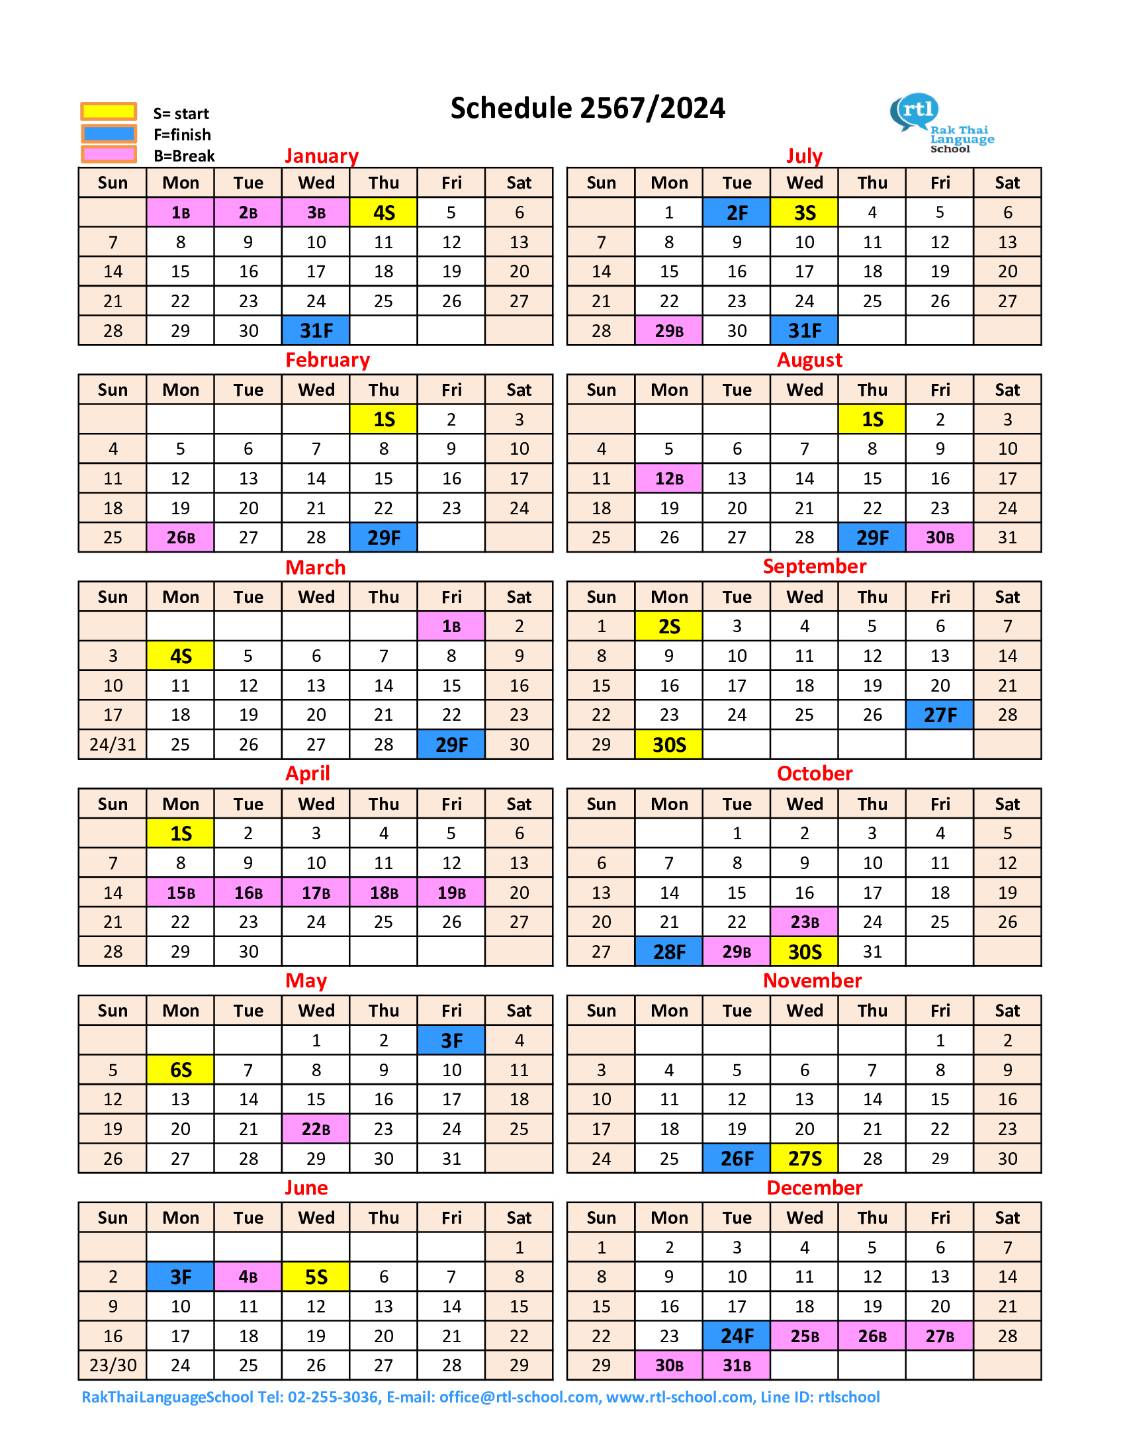 Schedule 2567/2024
S= start
F=finish
B=Break
rtl
Rak Thai
Language
School
January
Sun Mon Tue Wed Thu Fri Sat
1B 2B 3B 4S 5 6
7 8 9 10 11 12 13
14 15 16 17 18 19 20
21 22 23 24 25 26 27
28 29 30 31F
February
Sun Mon Tue Wed Thu Fri Sat
1S 2 3
4 5 6 7 8 9 10
11 12 13 14 15 16 17
18 19 20 21 22 23 24
25 26B 27 28 29F
March
Sun Mon Tue Wed Thu Fri Sat
1B 2
3 4S 5 6 7 8 9
10 11 12 13 14 15 16
17 18 19 20 21 22 23
24/31 25 26 27 28 29F 30
April
Sun Mon Tue Wed Thu Fri Sat
1S 2 3 4 5 6
7 8 9 10 11 12 13
14 15B 16B 17B 18B 19B 20
21 22 23 24 25 26 27
28 29 30
May
Sun Mon Tue Wed Thu Fri Sat
1 2 3F 4
5 6S 7 8 9 10 11
12 13 14 15 16 17 18
19 20 21 22B 23 24 25
26 27 28 29 30 31
June
Sun Mon Tue Wed Thu Fri Sat
1
2 3F 4B 5S 6 7 8
9 10 11 12 13 14 15
16 17 18 19 20 21 22
23/30 24 25 26 27 28 29
July
Sun Mon Tue Wed Thu Fri Sat
1 2F 3S 4 5 6
7 8 9 10 11 12 13
14 15 16 17 18 19 20
21 22 23 24 25 26 27
28 29B 30 31F
August
Sun Mon Tue Wed Thu Fri Sat
1S 2 3
4 5 6 7 8 9 10
11 12B 13 14 15 16 17
18 19 20 21 22 23 24
25 26 27 28 29F 30B 31
September
Sun Mon Tue Wed Thu Fri Sat
1 2S 3 4 5 6 7
8 9 10 11 12 13 14
15 16 17 18 19 20 21
22 23 24 25 26 27F 28
29 30S
October
Sun Mon Tue Wed Thu Fri Sat
1 2 3 4 5
6 7 8 9 10 11 12
13 14 15 16 17 18 19
20 21 22 23B 24 25 26
27 28F 29B 30S 31
November
Sun Mon Tue Wed Thu Fri Sat
1 2
3 4 5 6 7 8 9
10 11 12 13 14 15 16
17 18 19 20 21 22 23
24 25 26F 27S 28 29 30
December
Sun Mon Tue Wed Thu Fri Sat
1 2 3 4 5 6 7
8 9 10 11 12 13 14
15 16 17 18 19 20 21
22 23 24F 25B 26B 27B 28
29 30B 31B
RakThaiLanguageSchool Tel: 02-255-3036, E-mail: office@rtl-school.com, www.rtl-school.com, Line ID: rtlschool